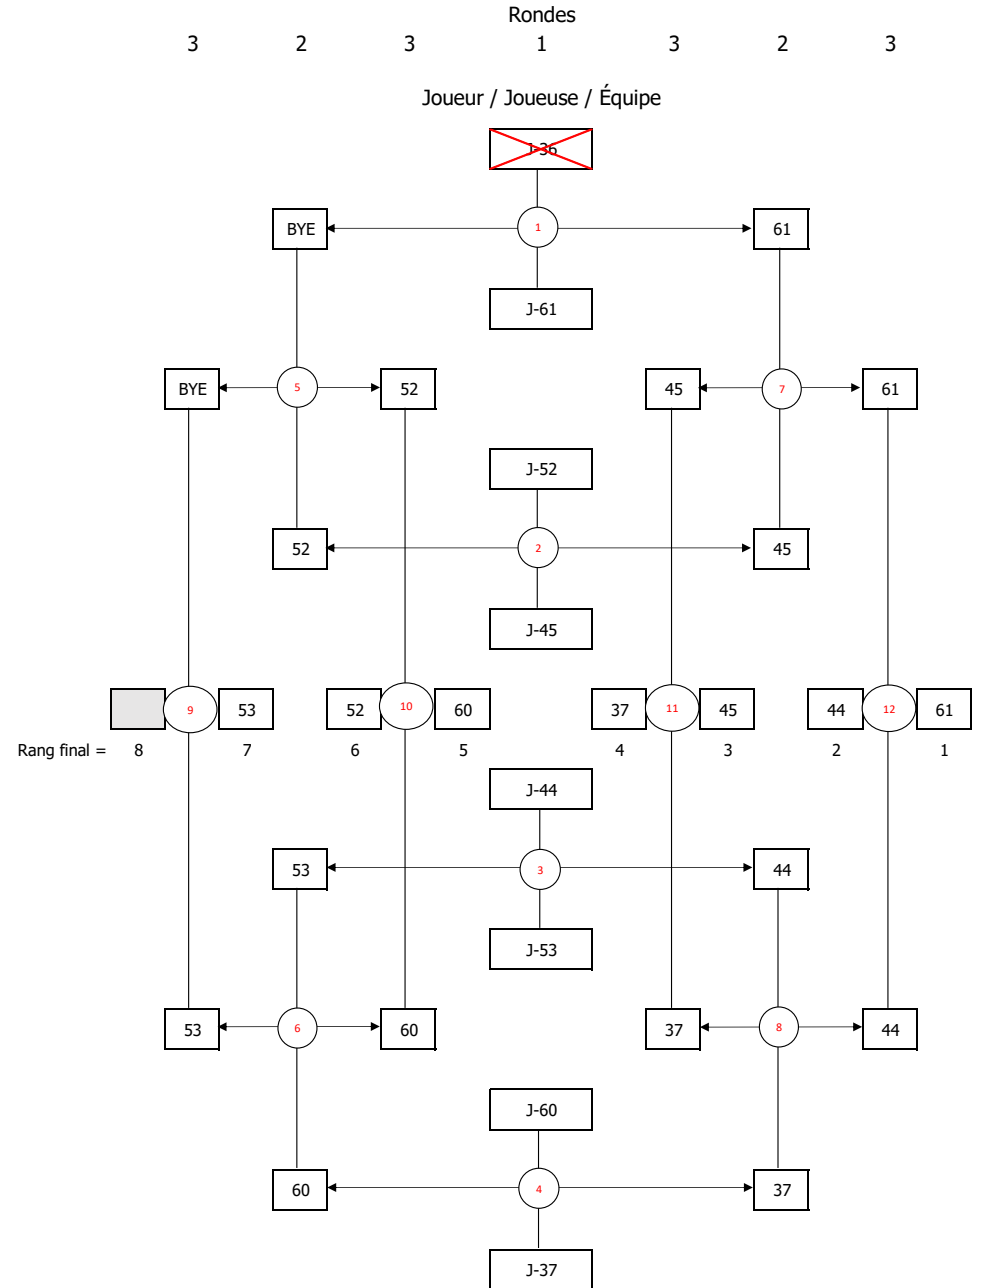 Rondes
3 2 3 1 3 2 3
Joueur / Joueuse / Équipe
J-36
BYE 1 61
J-61
BYE 5 52 45 7 61
J-52
52 2 45
J-45
9 53 52 10 60 37 11 45 44 12 61
Rang final = 8 7 6 5 4 3 2 1
J-44
53 3 44
J-53
53 6 60 37 8 44
J-60
60 4 37
J-37